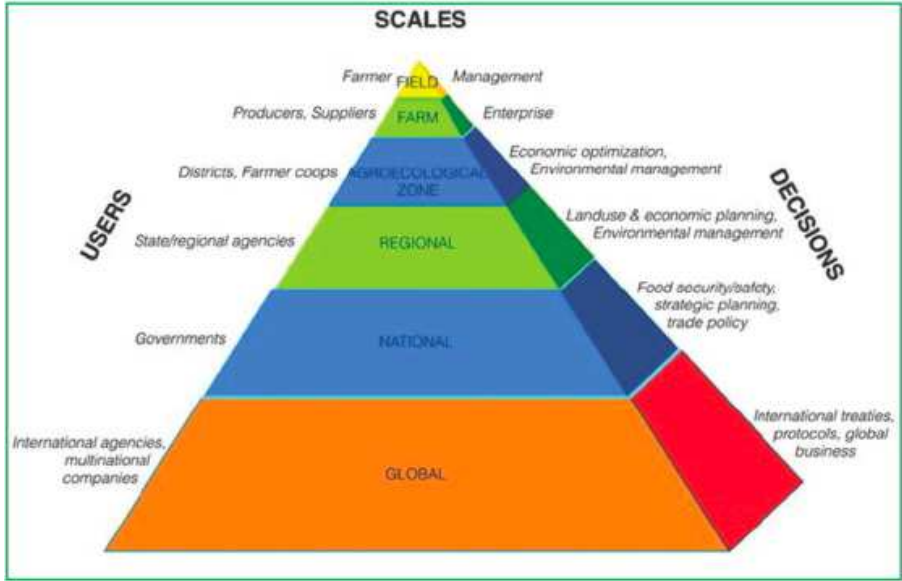 SCALES
Farmer
FIELD
Management
Producers, Suppliers
FARM
Enterprise
Districts, Farmer coops
AGROECOLOGICAL
ZONE
Economic optimization,
Environmental management
USERS
DECISIONS
State/regional agencies
REGIONAL
Landuse & economic planning,
Environmental management
Governments
NATIONAL
Food security/safety,
strategic planning,
trade policy
International agencies,
multinational
companies
GLOBAL
International treaties,
protocols, global
business